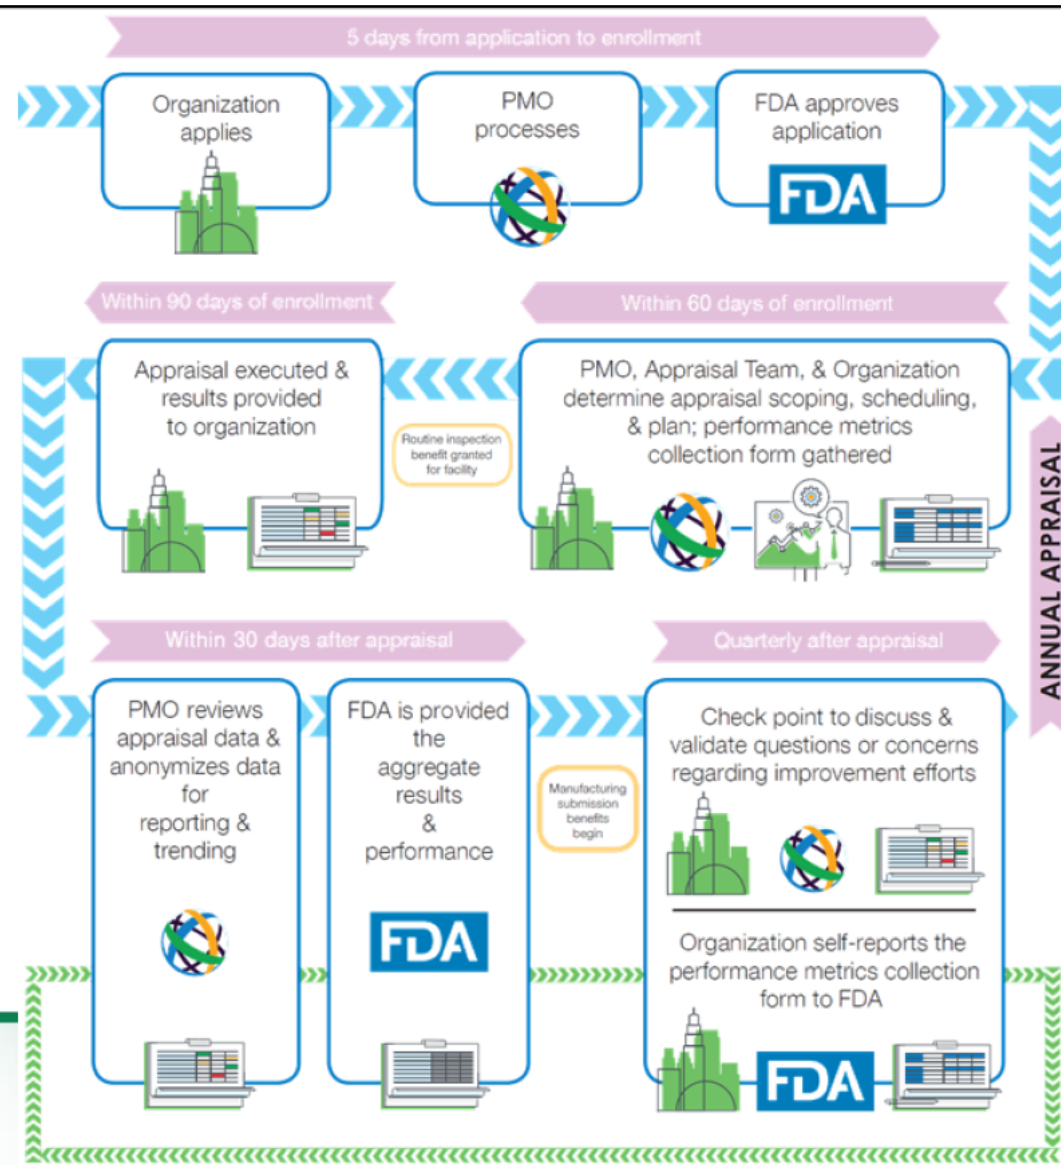 5 days from application to enrollment
Organization
applies
PMO
processes
FDA approves
application
FDA
Within 60 days of enrollment
PMO, Appraisal Team, & Organization
determine appraisal scoping, scheduling,
& plan; performance metrics
collection form gathered
Routine inspection
benefit granted
for facility
Within 90 days of enrollment
Appraisal executed &
results provided
to organization
Within 30 days after appraisal
PMO reviews
appraisal data &
anonymizes data
for
reporting &
trending
FDA is provided
the
aggregate
results
&
performance
FDA
Manufacturing
submission
benefits
begin
Quarterly after appraisal
Check point to discuss &
validate questions or concerns
regarding improvement efforts
Organization self-reports the
performance metrics collection
form to FDA
FDA
ANNUAL APPRAISAL